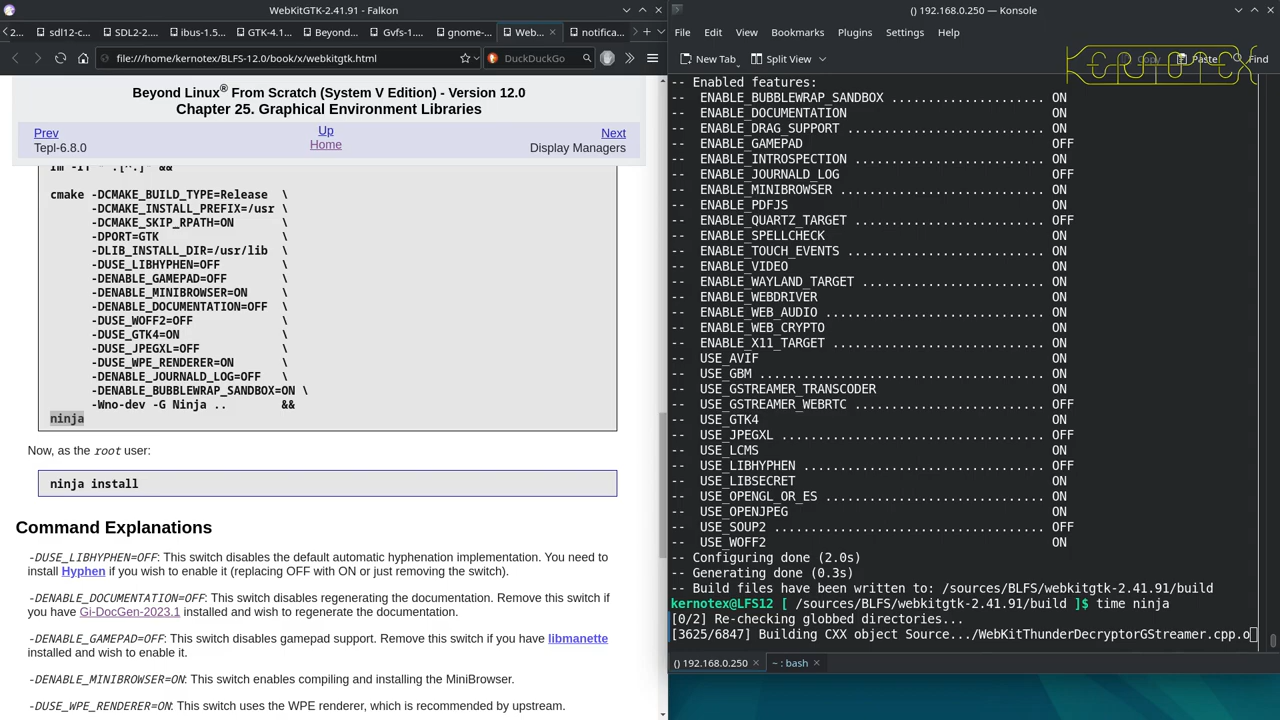 WebKitGTK-2.41.91 - Falkon
2...
sdl12-c...
SDL2-2....
ibus-1.5...
GTK-4.1...
Beyond...
Gvfs-1....
gnome-...
Web...
notifica...
file:///home/kernotex/BLFS-12.0/book/x/webkitgtk.html
DuckDuckGo
Beyond Linux® From Scratch (System V Edition) - Version 12.0
Chapter 25. Graphical Environment Libraries
Prev Up Next
Tepl-6.8.0 Home Display Managers
cmake -DCMAKE_BUILD_TYPE=Release \
-DCMAKE_INSTALL_PREFIX=/usr \
-DCMAKE_SKIP_RPATH=ON \
-DPORT=GTK \
-DLIB_INSTALL_DIR=/usr/lib \
-DUSE_LIBHYPHEN=OFF \
-DENABLE_GAMEPAD=OFF \
-DENABLE_MINIBROWSER=ON \
-DENABLE_DOCUMENTATION=OFF \
-DUSE_WOFF2=OFF \
-DUSE_GTK4=ON \
-DUSE_JPEGXL=OFF \
-DUSE_WPE_RENDERER=ON \
-DENABLE_JOURNALD_LOG=OFF \
-DENABLE_BUBBLEWRAP_SANDBOX=ON \
-Wno-dev -G Ninja .. &&
ninja
Now, as the root user:
ninja install
Command Explanations
-DUSE_LIBHYPHEN=OFF: This switch disables the default automatic hyphenation implementation. You need to
install Hyphen if you wish to enable it (replacing OFF with ON or just removing the switch).
-DENABLE_DOCUMENTATION=OFF: This switch disables regenerating the documentation. Remove this switch if
you have Gi-DocGen-2023.1 installed and wish to regenerate the documentation.
-DENABLE_GAMEPAD=OFF: This switch disables gamepad support. Remove this switch if you have libmanette
installed and wish to enable it.
-DENABLE_MINIBROWSER=ON: This switch enables compiling and installing the MiniBrowser.
-DUSE_WPE_RENDERER=ON: This switch uses the WPE renderer, which is recommended by upstream.
() 192.168.0.250 — Konsole
File Edit View Bookmarks Plugins Settings Help
New Tab Split View Copy Paste Find
KERNOTEX
-- Enabled features:
-- ENABLE_BUBBLEWRAP_SANDBOX ...................... ON
-- ENABLE_DOCUMENTATION ON
-- ENABLE_DRAG_SUPPORT .......................... ON
-- ENABLE_GAMEPAD OFF
-- ENABLE_INTROSPECTION .......................... ON
-- ENABLE_JOURNALD_LOG OFF
-- ENABLE_MINIBROWSER ............................ ON
-- ENABLE_PDFJS ON
-- ENABLE_QUARTZ_TARGET .......................... OFF
-- ENABLE_SPELLCHECK ON
-- ENABLE_TOUCH_EVENTS ........................... ON
-- ENABLE_VIDEO ON
-- ENABLE_WAYLAND_TARGET ......................... ON
-- ENABLE_WEBDRIVER ON
-- ENABLE_WEB_AUDIO .............................. ON
-- ENABLE_WEB_CRYPTO ON
-- ENABLE_X11_TARGET ............................ ON
-- USE_AVIF ON
-- USE_GBM ...................................... ON
-- USE_GSTREAMER_TRANSCODER ON
-- USE_GSTREAMER_WEBRTC .......................... OFF
-- USE_GTK4 ON
-- USE_JPEGXL ................................... OFF
-- USE_LCMS ON
-- USE_LIBHYPHEN ................................ OFF
-- USE_LIBSECRET ON
-- USE_OPENGL_OR_ES ............................. ON
-- USE_OPENJPEG ON
-- USE_SOUP2 .................................... OFF
-- USE_WOFF2 ON
-- Configuring done (2.0s)
-- Generating done (0.3s)
-- Build files have been written to: /sources/BLFS/webkitgtk-2.41.91/build
kernotex@LFS12 [ /sources/BLFS/webkitgtk-2.41.91/build ]$ time ninja
[0/2] Re-checking globbed directories...
[3625/6847] Building CXX object Source.../WebKitThunderDecryptorGStreamer.cpp.o
() 192.168.0.250
~ : bash